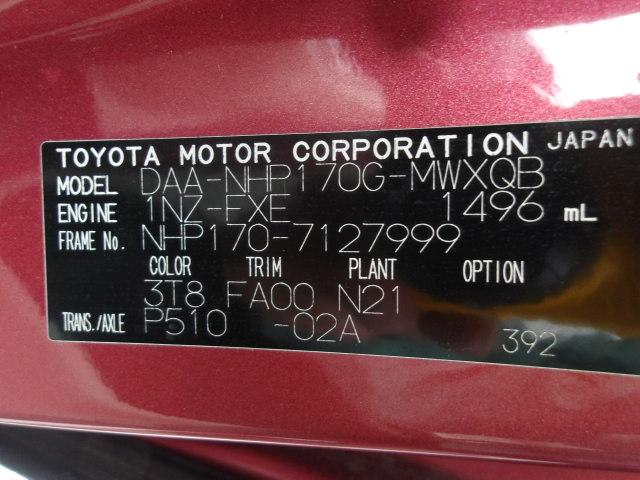 TOYOTA MOTOR CORPORATION JAPAN
MODEL DAA-NHP170G-MWXQB
ENGINE 1NZ-FXE 1496 mL
FRAME No. NHP170-7127999
COLOR TRIM PLANT OPTION
3T8 FA00 N21
TRANS./AXLE P510 -02A
392